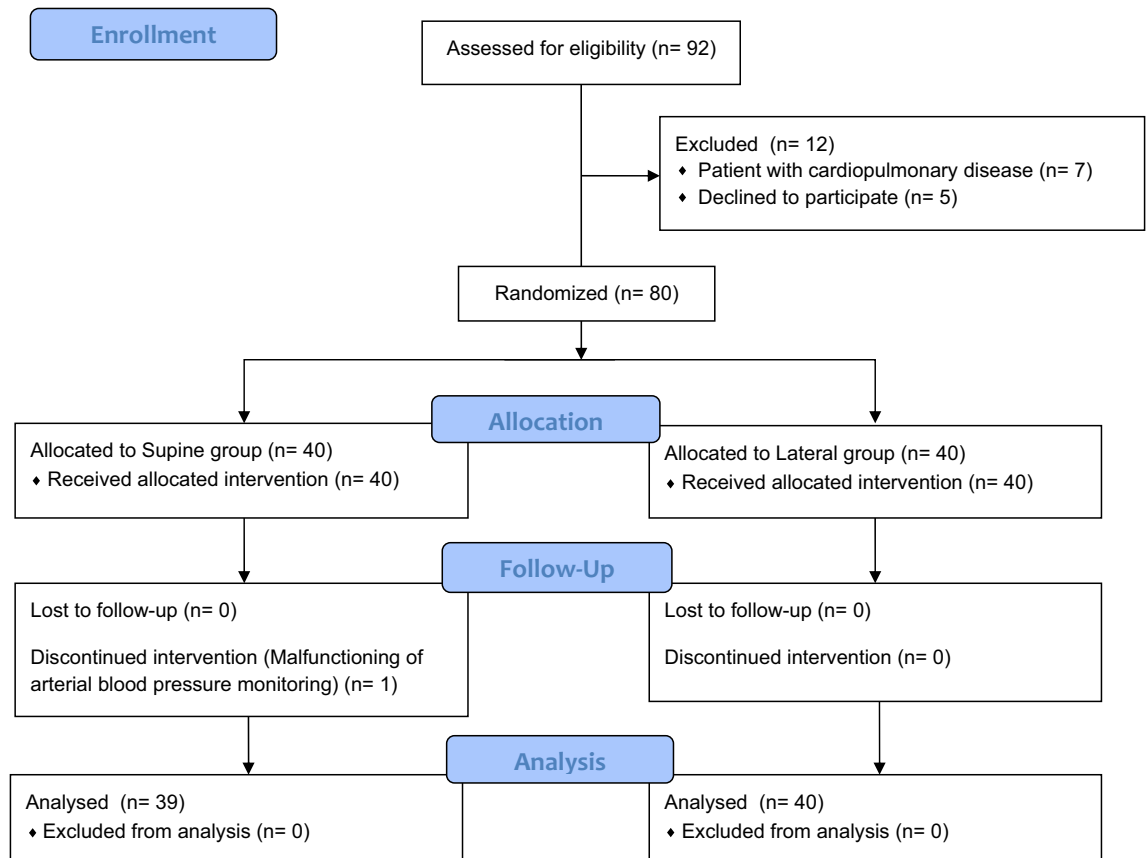 Enrollment
Assessed for eligibility (n= 92)
Excluded (n= 12)
♦ Patient with cardiopulmonary disease (n= 7)
♦ Declined to participate (n= 5)
Randomized (n= 80)
Allocation
Allocated to Supine group (n= 40)
♦ Received allocated intervention (n= 40)
Allocated to Lateral group (n= 40)
♦ Received allocated intervention (n= 40)
Follow-Up
Lost to follow-up (n= 0)
Discontinued intervention (Malfunctioning of
arterial blood pressure monitoring) (n= 1)
Lost to follow-up (n= 0)
Discontinued intervention (n= 0)
Analysis
Analysed (n= 39)
♦ Excluded from analysis (n= 0)
Analysed (n= 40)
♦ Excluded from analysis (n= 0)